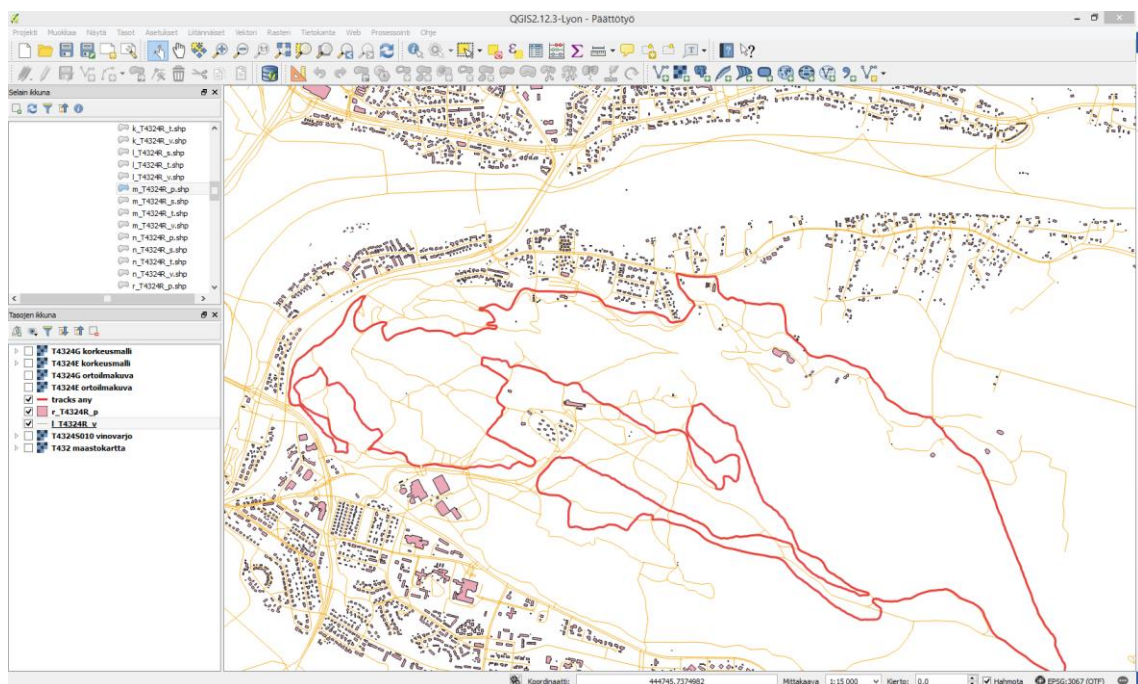 QGIS2.12.3-Lyon - Päättötyö
Projekti Muokkaa Näytä Tasot Asetukset Liitännäiset Vektori Rasteri Tietokanta Web Prosessointi Ohje
Selain ikkuna
k_T4324R_t.shp
k_T4324R_v.shp
l_T4324R_s.shp
l_T4324R_t.shp
l_T4324R_v.shp
m_T4324R_p.shp
m_T4324R_s.shp
m_T4324R_t.shp
m_T4324R_v.shp
n_T4324R_p.shp
n_T4324R_s.shp
n_T4324R_t.shp
n_T4324R_v.shp
r_T4324R_p.shp
Tasojen ikkuna
T4324G korkeusmalli
T4324E korkeusmalli
T4324G ortoilmakuva
T4324E ortoilmakuva
tracks any
r_T4324R_p
l_T4324R_v
T4324S010 vinovarjo
T432 maastokartta
Koordinaatti: 444745.7374982 Mittakaava 1:15 000 Kierto: 0.0 Hahmota EPSG:3067 (OTF)